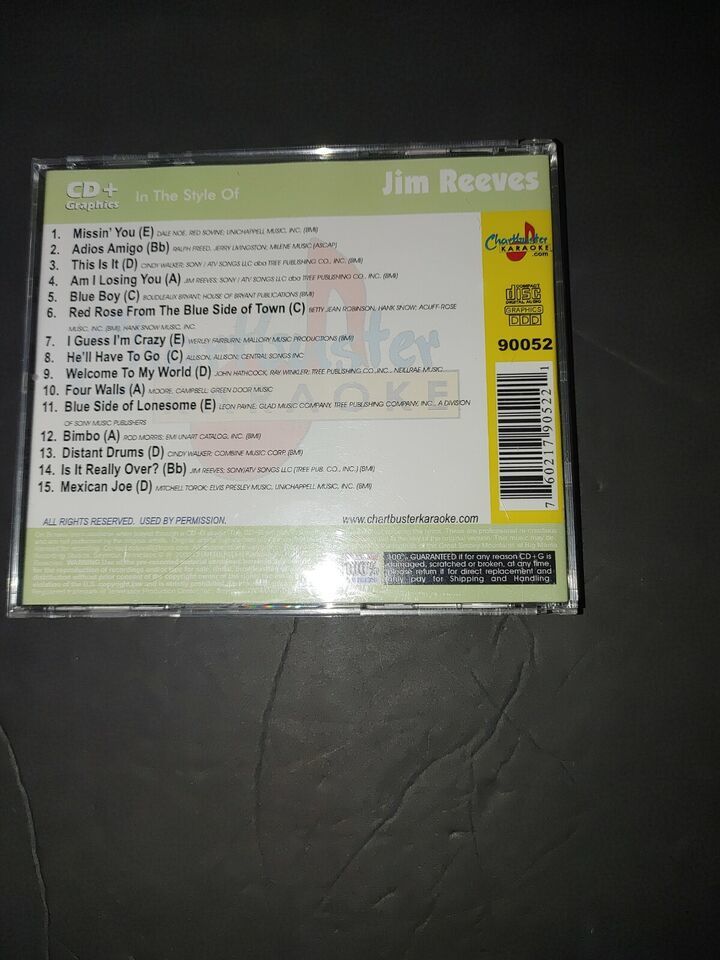 CD+
Graphics
In The Style Of
Jim Reeves
1. Missin' You (E) DALE NOE, RED SOVINE; UNICHAPPELL MUSIC, INC. (BMI)
2. Adios Amigo (Bb) RALPH FREED, JERRY LIVINGSTON; MILENE MUSIC (ASCAP)
3. This Is It (D) CINDY WALKER; SONY / ATV SONGS LLC dba TREE PUBLISHING CO., INC. (BMI)
4. Am I Losing You (A) JIM REEVES; SONY / ATV SONGS LLC dba TREE PUBLISHING CO., INC. (BMI)
5. Blue Boy (C) BOUDLEAUX BRYANT; HOUSE OF BRYANT PUBLICATIONS (BMI)
6. Red Rose From The Blue Side of Town (C) BETTY JEAN ROBINSON, HANK SNOW; ACUFF-ROSE
MUSIC, INC. (BMI), HANK SNOW MUSIC, INC.
7. I Guess I'm Crazy (E) WERLEY FAIRBURN; MALLORY MUSIC PRODUCTIONS (BMI)
8. He'll Have To Go (C) ALLISON, ALLISON; CENTRAL SONGS INC
9. Welcome To My World (D) JOHN HATHCOCK, RAY WINKLER; TREE PUBLISHING CO., INC., NEILLRAE MUSIC
10. Four Walls (A) MOORE, CAMPBELL; GREEN DOOR MUSIC
11. Blue Side of Lonesome (E) LEON PAYNE; GLAD MUSIC COMPANY, TREE PUBLISHING COMPANY, INC., A DIVISION
OF SONY MUSIC PUBLISHERS
12. Bimbo (A) ROD MORRIS; EMI UNART CATALOG, INC. (BMI)
13. Distant Drums (D) CINDY WALKER; COMBINE MUSIC CORP. (BMI)
14. Is It Really Over? (Bb) JIM REEVES; SONY/ATV SONGS LLC (TREE PUB. CO., INC.) (BMI)
15. Mexican Joe (D) MITCHELL TOROK; ELVIS PRESLEY MUSIC, UNICHAPPELL MUSIC, INC. (BMI)
ALL RIGHTS RESERVED. USED BY PERMISSION.
www.chartbusterkaraoke.com
Chartbuster
KARAOKE
.com
COMPACT
disc
DIGITAL AUDIO
GRAPHICS
DDD
90052
7 60217 90522 1
KARAOKE
100%
100% GUARANTEED if for any reason CD+G is
damaged, scratched or broken, at any time,
please return it for direct replacement and
only pay for Shipping and Handling